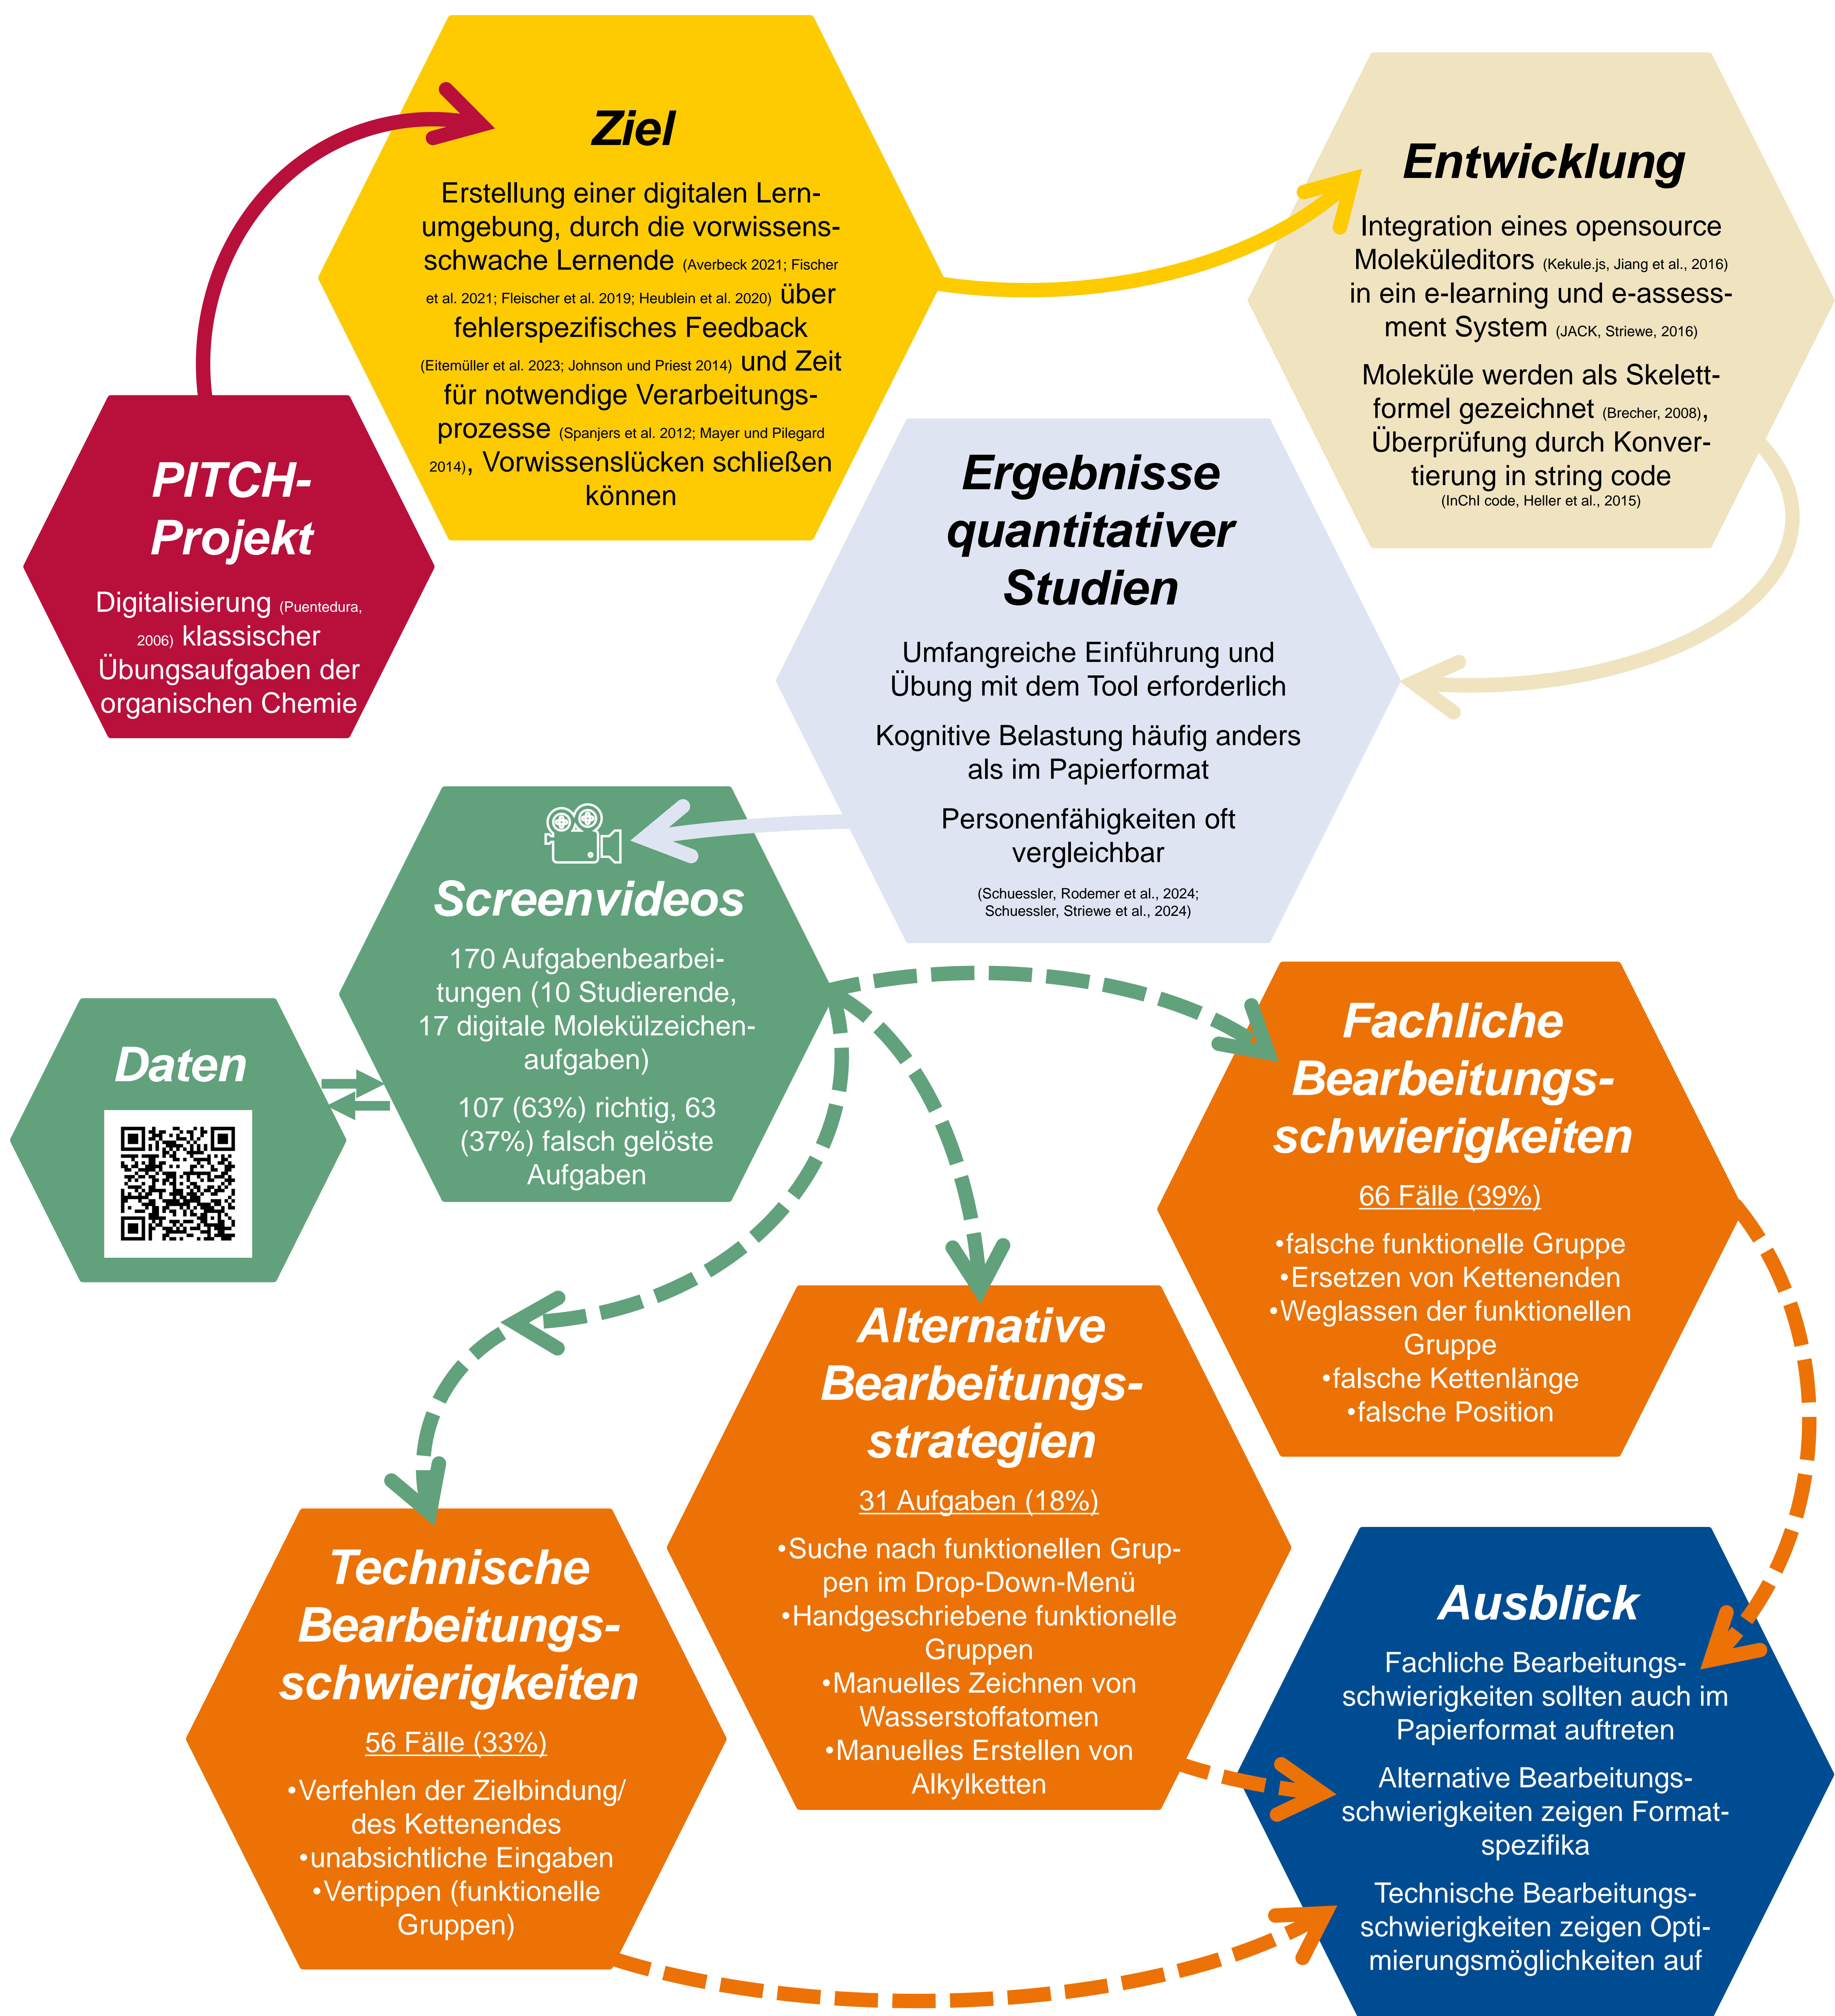 PITCH-
Projekt
Digitalisierung (Puentedura,
2006) klassischer
Übungsaufgaben der
organischen Chemie
Ziel
Erstellung einer digitalen Lern-
umgebung, durch die vorwissens-
schwache Lernende (Averbeck 2021; Fischer
et al. 2021; Fleischer et al. 2019; Heublein et al. 2020) über
fehlerspezifisches Feedback
(Eitemüller et al. 2023; Johnson und Priest 2014) und Zeit
für notwendige Verarbeitungs-
prozesse (Spanjers et al. 2012; Mayer und Pilegard
2014), Vorwissenslücken schließen
können
Entwicklung
Integration eines opensource
Moleküleditors (Kekule.js, Jiang et al., 2016)
in ein e-learning und e-assess-
ment System (JACK, Striewe, 2016)
Moleküle werden als Skelett-
formel gezeichnet (Brecher, 2008),
Überprüfung durch Konver-
tierung in string code
(InChI code, Heller et al., 2015)
Ergebnisse
quantitativer
Studien
Umfangreiche Einführung und
Übung mit dem Tool erforderlich
Kognitive Belastung häufig anders
als im Papierformat
Personenfähigkeiten oft
vergleichbar
(Schuessler, Rodemer et al., 2024;
Schuessler, Striewe et al., 2024)
Screenvideos
170 Aufgabenbearbei-
tungen (10 Studierende,
17 digitale Molekülzeichen-
aufgaben)
107 (63%) richtig, 63
(37%) falsch gelöste
Aufgaben
Daten
Fachliche
Bearbeitungs-
schwierigkeiten
66 Fälle (39%)
•falsche funktionelle Gruppe
•Ersetzen von Kettenenden
•Weglassen der funktionellen
Gruppe
•falsche Kettenlänge
•falsche Position
Alternative
Bearbeitungs-
strategien
31 Aufgaben (18%)
•Suche nach funktionellen Grup-
pen im Drop-Down-Menü
•Handgeschriebene funktionelle
Gruppen
•Manuelles Zeichnen von
Wasserstoffatomen
•Manuelles Erstellen von
Alkylketten
Technische
Bearbeitungs-
schwierigkeiten
56 Fälle (33%)
•Verfehlen der Zielbindung/
des Kettenendes
•unabsichtliche Eingaben
•Vertippen (funktionelle
Gruppen)
Ausblick
Fachliche Bearbeitungs-
schwierigkeiten sollten auch im
Papierformat auftreten
Alternative Bearbeitungs-
schwierigkeiten zeigen Format-
spezifika
Technische Bearbeitungs-
schwierigkeiten zeigen Opti-
mierungsmöglichkeiten auf